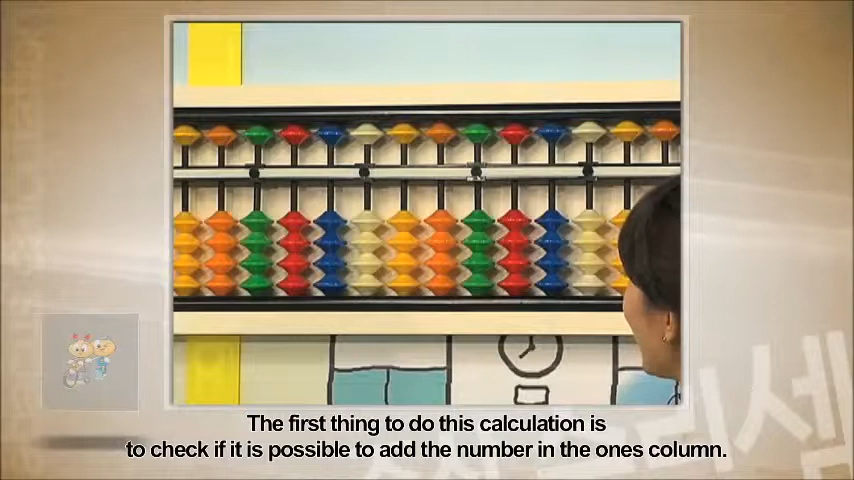 The first thing to do this calculation is
to check if it is possible to add the number in the ones column.